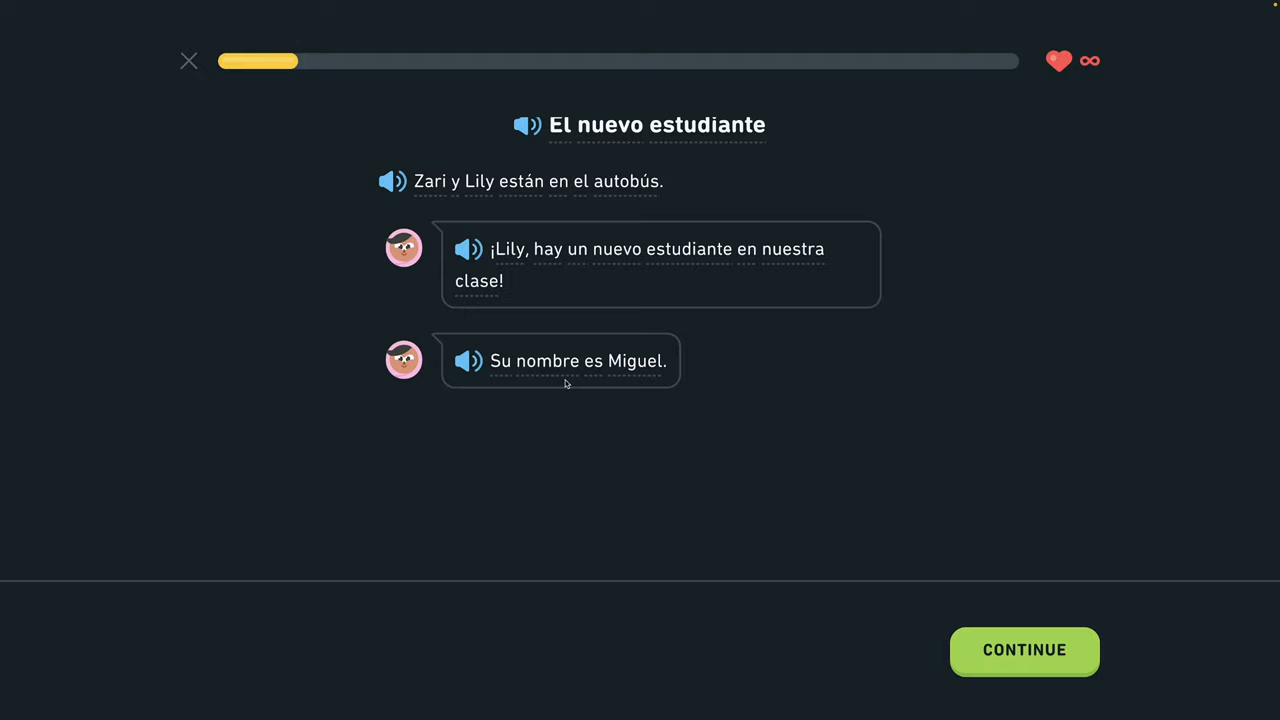 ∞
El nuevo estudiante
Zari y Lily están en el autobús.
¡Lily, hay un nuevo estudiante en nuestra
clase!
Su nombre es Miguel.
CONTINUE